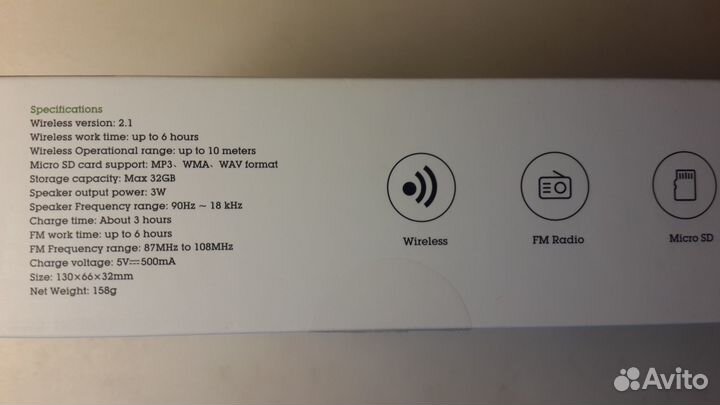 Specifications
Wireless version: 2.1
Wireless work time: up to 6 hours
Wireless Operational range: up to 10 meters
Micro SD card support: MP3、WMA、WAV format
Storage capacity: Max 32GB
Speaker output power: 3W
Speaker Frequency range: 90Hz ~ 18 kHz
Charge time: About 3 hours
FM work time: up to 6 hours
FM Frequency range: 87MHz to 108MHz
Charge voltage: 5V⎓500mA
Size: 130×66×32mm
Net Weight: 158g
Wireless
FM Radio
Micro SD
Avito